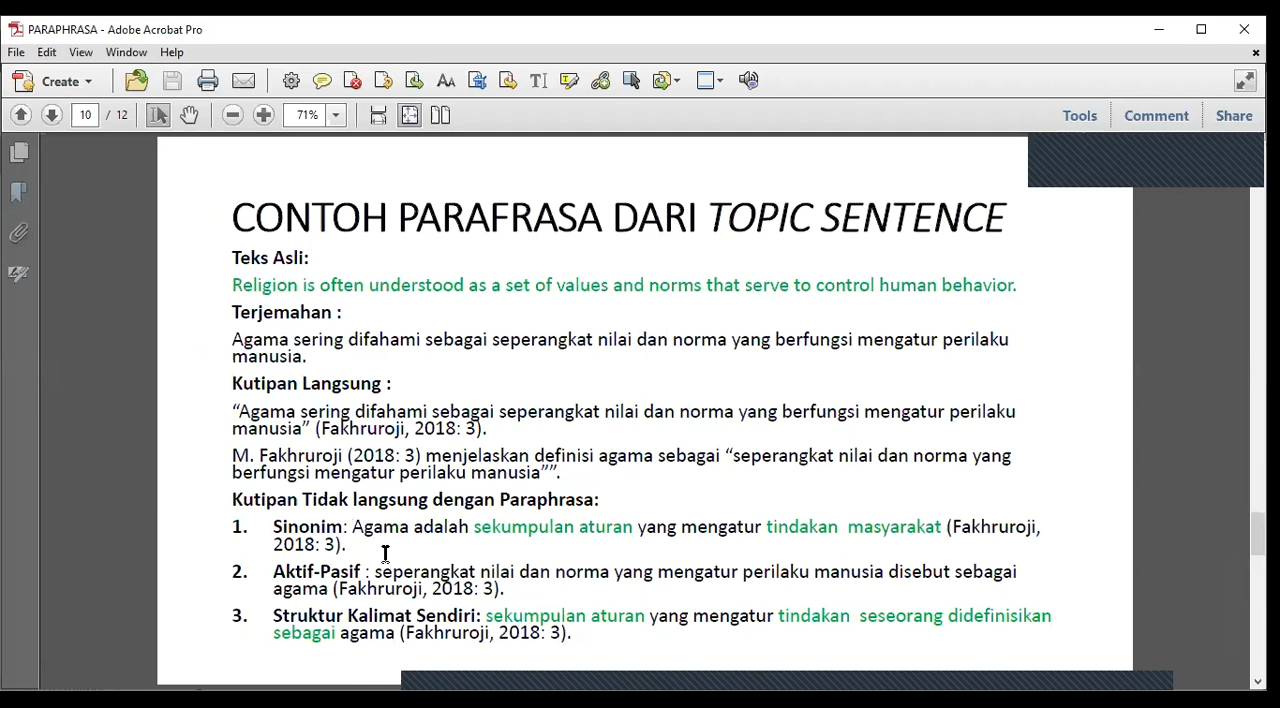 PARAPHRASA - Adobe Acrobat Pro
File Edit View Window Help
Create
10 / 12 71% Tools Comment Share
CONTOH PARAFRASA DARI TOPIC SENTENCE
Teks Asli:
Religion is often understood as a set of values and norms that serve to control human behavior.
Terjemahan :
Agama sering difahami sebagai seperangkat nilai dan norma yang berfungsi mengatur perilaku
manusia.
Kutipan Langsung :
“Agama sering difahami sebagai seperangkat nilai dan norma yang berfungsi mengatur perilaku
manusia” (Fakhruroji, 2018: 3).
M. Fakhruroji (2018: 3) menjelaskan definisi agama sebagai “seperangkat nilai dan norma yang
berfungsi mengatur perilaku manusia””.
Kutipan Tidak langsung dengan Paraphrasa:
1. Sinonim: Agama adalah sekumpulan aturan yang mengatur tindakan masyarakat (Fakhruroji,
2018: 3).
2. Aktif-Pasif : seperangkat nilai dan norma yang mengatur perilaku manusia disebut sebagai
agama (Fakhruroji, 2018: 3).
3. Struktur Kalimat Sendiri: sekumpulan aturan yang mengatur tindakan seseorang didefinisikan
sebagai agama (Fakhruroji, 2018: 3).